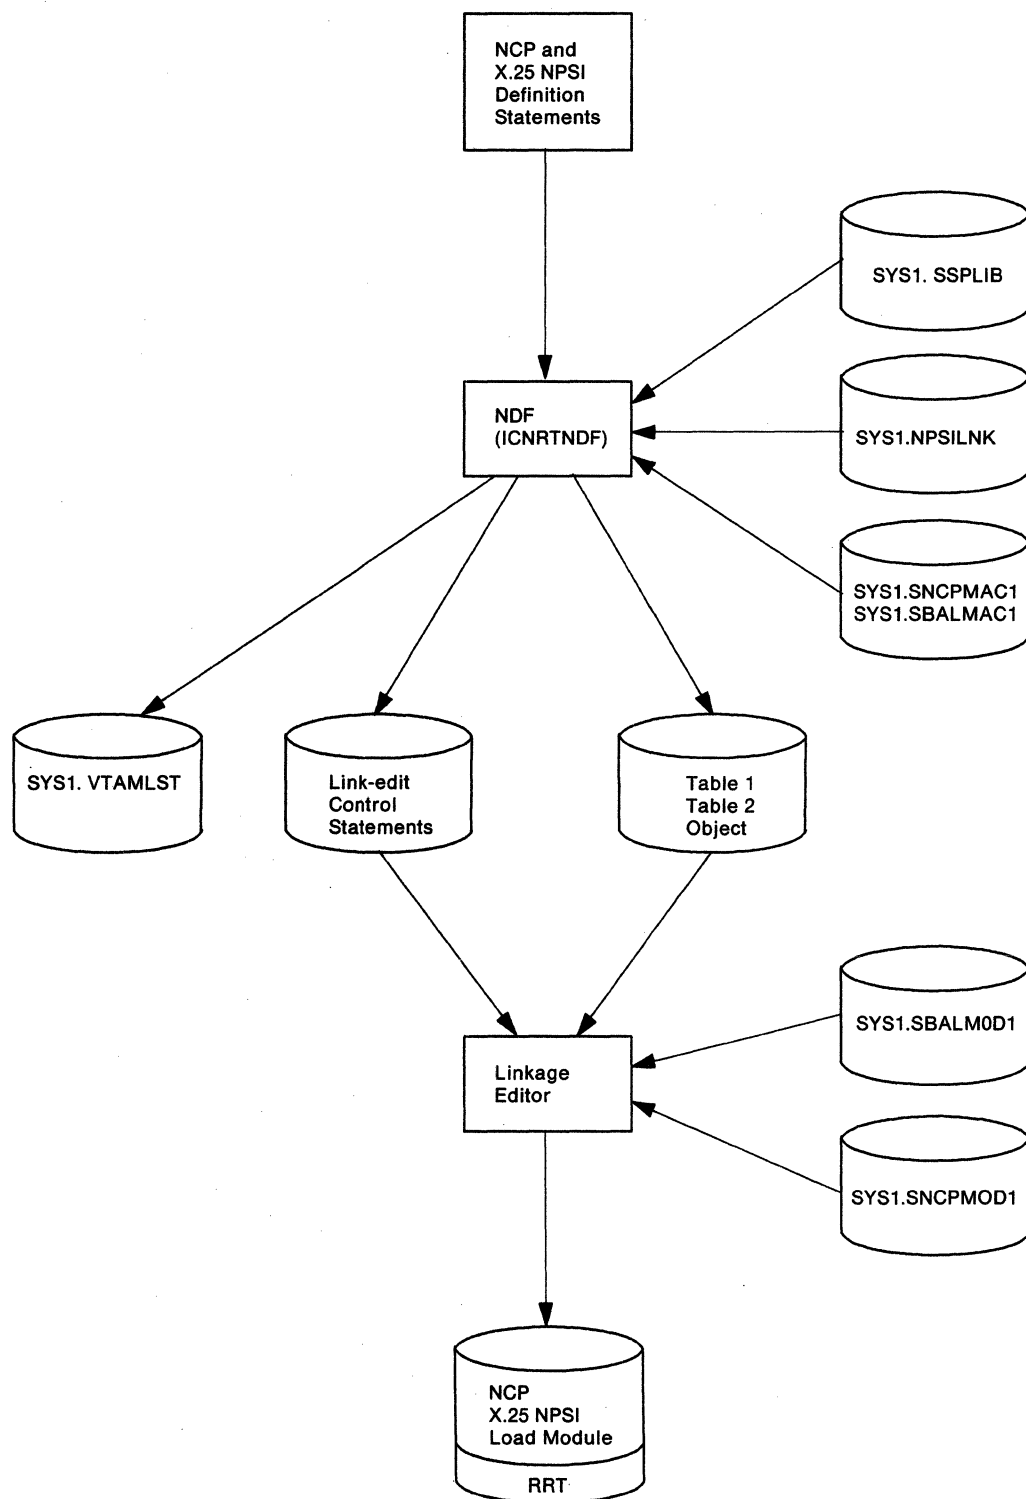 NCP and
X.25 NPSI
Definition
Statements
SYS1. SSPLIB
NDF
(ICNRTNDF)
SYS1.NPSILNK
SYS1.SNCPMAC1
SYS1.SBALMAC1
SYS1. VTAMLST
Link-edit
Control
Statements
Table 1
Table 2
Object
SYS1.SBALM0D1
Linkage
Editor
SYS1.SNCPMOD1
NCP
X.25 NPSI
Load Module
RRT